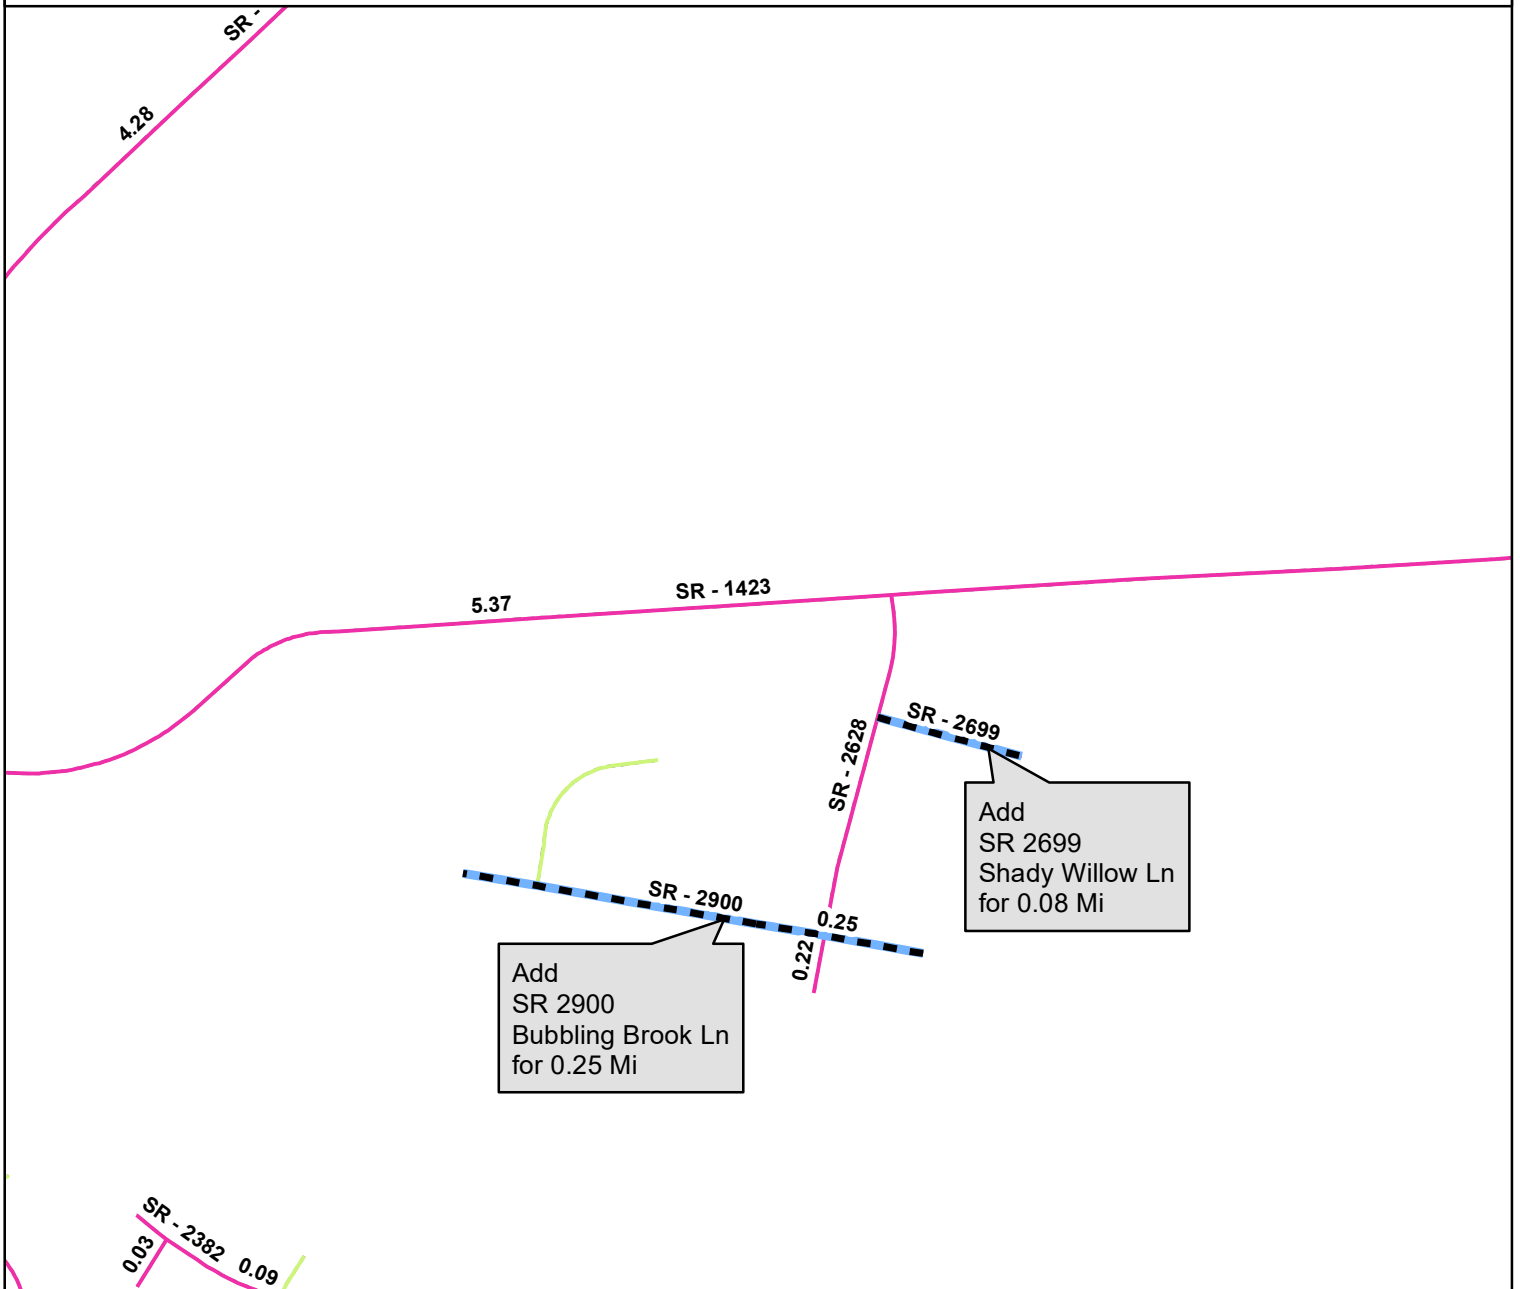 SR -
4.28
SR - 1423
5.37
SR - 2699
SR - 2628
Add
SR 2699
Shady Willow Ln
for 0.08 Mi
SR - 2900
0.25
0.22
Add
SR 2900
Bubbling Brook Ln
for 0.25 Mi
SR - 2382
0.03
0.09